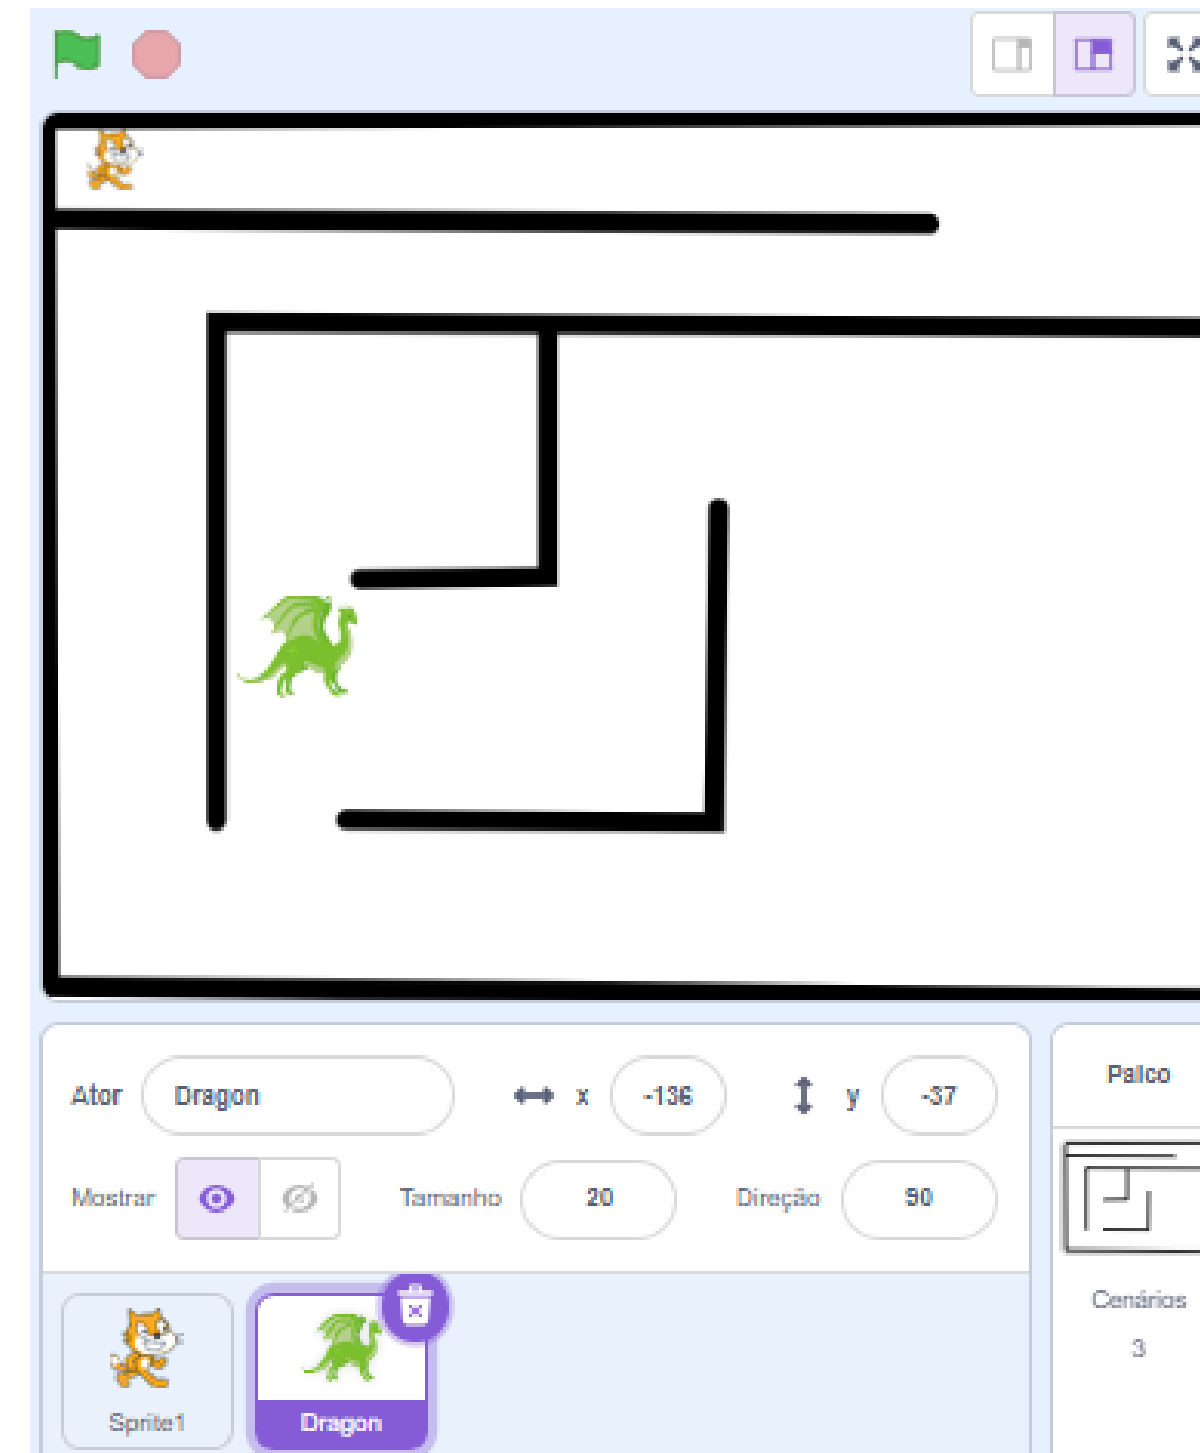 Ator Dragon x -136 y -37
Palco
Mostrar Tamanho 20 Direção 90
Cenários
3
Sprite1 Dragon